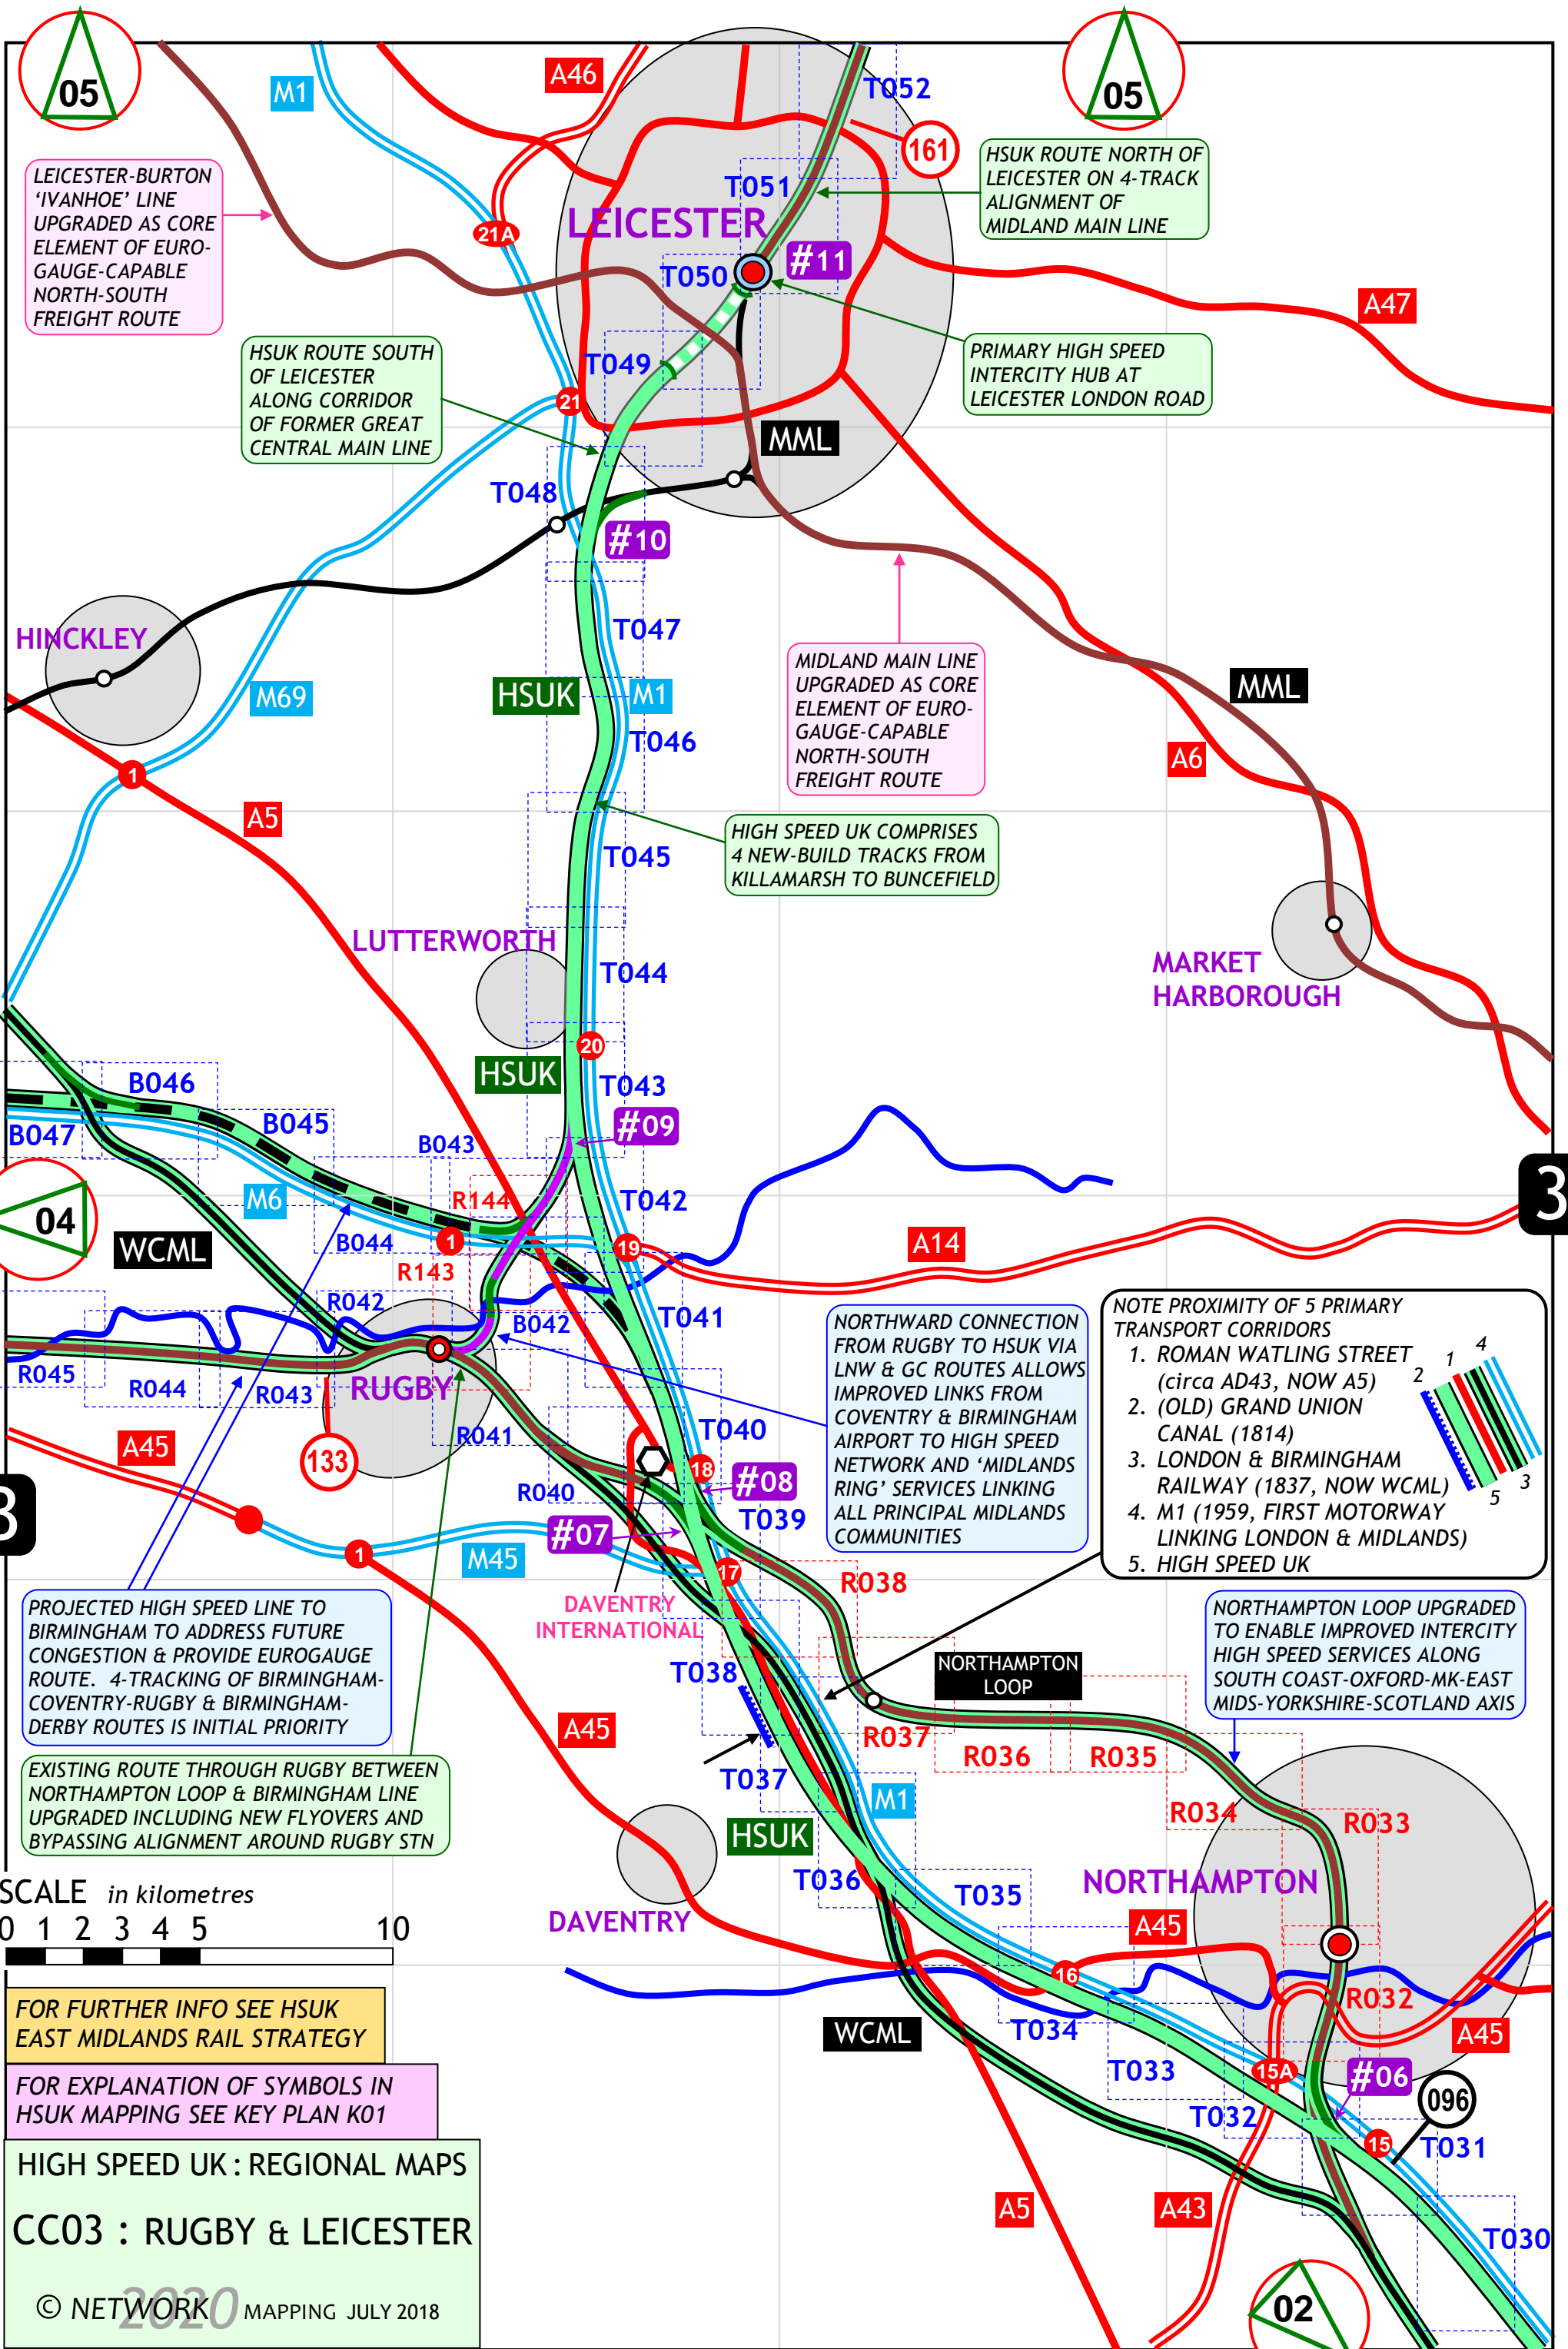 05
M1
A46
T052
05
161
LEICESTER-BURTON
‘IVANHOE’ LINE
UPGRADED AS CORE
ELEMENT OF EURO-
GAUGE-CAPABLE
NORTH-SOUTH
FREIGHT ROUTE
HSUK ROUTE NORTH OF
LEICESTER ON 4-TRACK
ALIGNMENT OF
MIDLAND MAIN LINE
T051
LEICESTER
21A
#11
T050
A47
HSUK ROUTE SOUTH
OF LEICESTER
ALONG CORRIDOR
OF FORMER GREAT
CENTRAL MAIN LINE
T049
PRIMARY HIGH SPEED
INTERCITY HUB AT
LEICESTER LONDON ROAD
21
MML
T048
#10
HINCKLEY
T047
M69
HSUK
M1
MIDLAND MAIN LINE
UPGRADED AS CORE
ELEMENT OF EURO-
GAUGE-CAPABLE
NORTH-SOUTH
FREIGHT ROUTE
MML
T046
A6
1
A5
HIGH SPEED UK COMPRISES
4 NEW-BUILD TRACKS FROM
KILLAMARSH TO BUNCEFIELD
T045
LUTTERWORTH
T044
MARKET
HARBOROUGH
20
HSUK
B046
T043
B045
B047
#09
B043
04
M6
R144
T042
3
WCML
B044
1
19
A14
R143
R042
B042
T041
R045
R044
R043
RUGBY
NORTHWARD CONNECTION
FROM RUGBY TO HSUK VIA
LNW & GC ROUTES ALLOWS
IMPROVED LINKS FROM
COVENTRY & BIRMINGHAM
AIRPORT TO HIGH SPEED
NETWORK AND ‘MIDLANDS
RING’ SERVICES LINKING
ALL PRINCIPAL MIDLANDS
COMMUNITIES
NOTE PROXIMITY OF 5 PRIMARY
TRANSPORT CORRIDORS
1. ROMAN WATLING STREET
(circa AD43, NOW A5)
2. (OLD) GRAND UNION
CANAL (1814)
3. LONDON & BIRMINGHAM
RAILWAY (1837, NOW WCML)
4. M1 (1959, FIRST MOTORWAY
LINKING LONDON & MIDLANDS)
5. HIGH SPEED UK
2
1
4
5
3
A45
133
R041
T040
18
#08
R040
T039
3
#07
1
M45
17
R038
DAVENTRY
INTERNATIONAL
PROJECTED HIGH SPEED LINE TO
BIRMINGHAM TO ADDRESS FUTURE
CONGESTION & PROVIDE EUROGAUGE
ROUTE. 4-TRACKING OF BIRMINGHAM-
COVENTRY-RUGBY & BIRMINGHAM-
DERBY ROUTES IS INITIAL PRIORITY
T038
NORTHAMPTON
LOOP
NORTHAMPTON LOOP UPGRADED
TO ENABLE IMPROVED INTERCITY
HIGH SPEED SERVICES ALONG
SOUTH COAST-OXFORD-MK-EAST
MIDS-YORKSHIRE-SCOTLAND AXIS
A45
R037
R036
R035
T037
EXISTING ROUTE THROUGH RUGBY BETWEEN
NORTHAMPTON LOOP & BIRMINGHAM LINE
UPGRADED INCLUDING NEW FLYOVERS AND
BYPASSING ALIGNMENT AROUND RUGBY STN
M1
R034
R033
HSUK
T036
NORTHAMPTON
T035
SCALE in kilometres
0 1 2 3 4 5 10
DAVENTRY
A45
16
R032
FOR FURTHER INFO SEE HSUK
EAST MIDLANDS RAIL STRATEGY
WCML
T034
A45
T033
15A
#06
FOR EXPLANATION OF SYMBOLS IN
HSUK MAPPING SEE KEY PLAN K01
096
T032
15
T031
HIGH SPEED UK : REGIONAL MAPS
CC03 : RUGBY & LEICESTER
A5
A43
T030
© NETWORK 2020 MAPPING JULY 2018
02